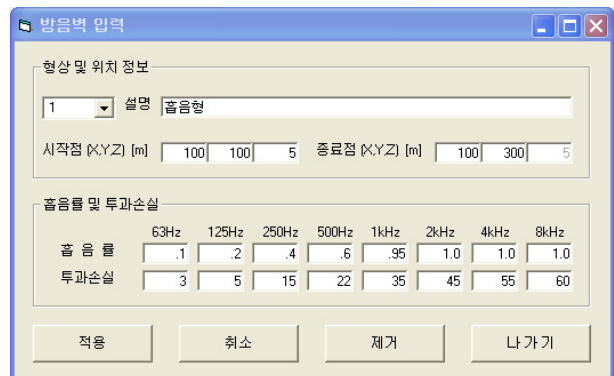 방음벽 입력
형상 및 위치 정보
1 설명 흡음형
시작점 (X,Y,Z) [m] 100 100 5 종료점 (X,Y,Z) [m] 100 300 5
흡음률 및 투과손실
63Hz 125Hz 250Hz 500Hz 1kHz 2kHz 4kHz 8kHz
흡 음 률 .1 .2 .4 .6 .95 1.0 1.0 1.0
투과손실 3 5 15 22 35 45 55 60
적용 취소 제거 나가기